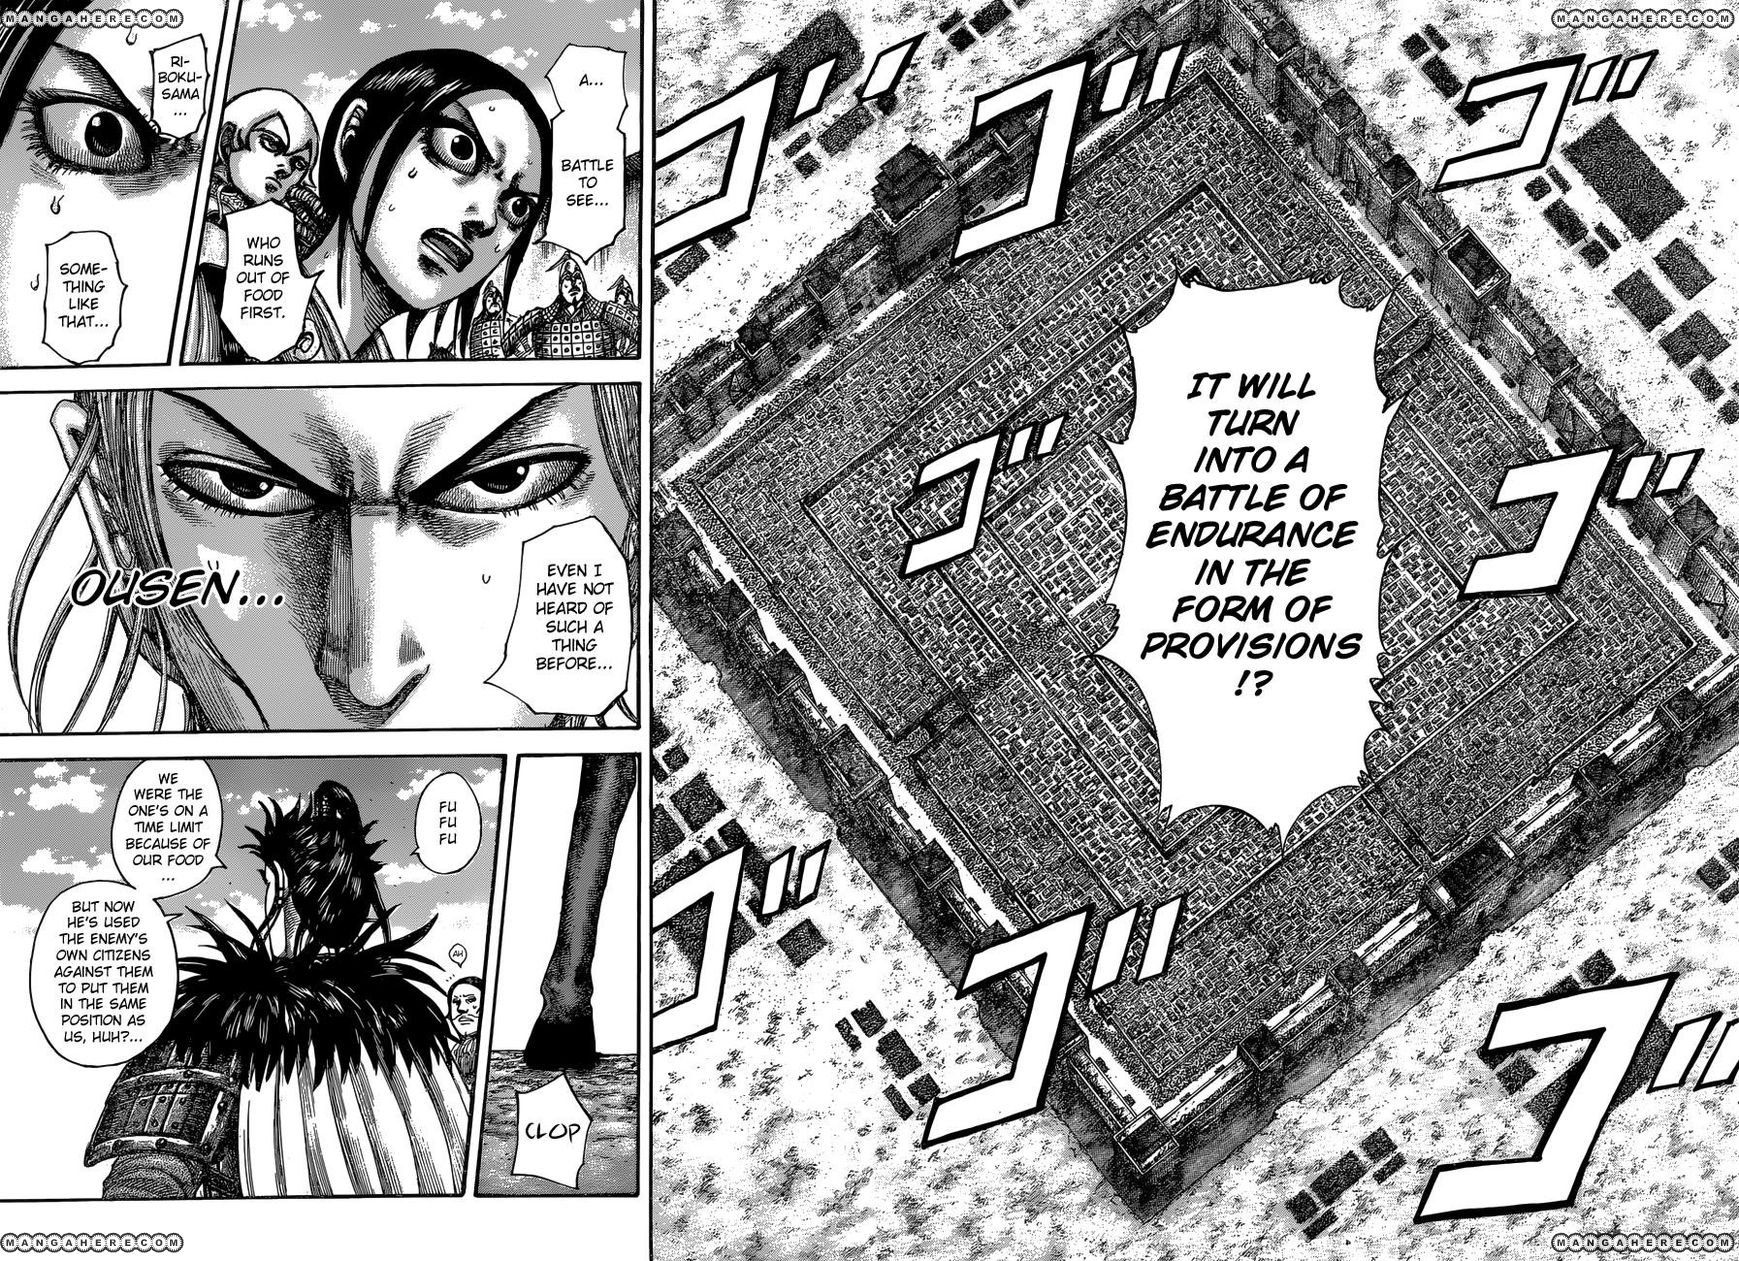 MANGAHERE.COM
MANGAHERE.COM
ゴゴゴ
ゴゴ
ゴゴゴ
IT WILL
TURN
INTO A
BATTLE OF
ENDURANCE
IN THE
FORM OF
PROVISIONS
!?
A...
BATTLE
TO
SEE...
WHO
RUNS
OUT OF
FOOD
FIRST.
RI-
BOKU-
SAMA
...
SOME-
THING
LIKE
THAT...
EVEN I
HAVE NOT
HEARD OF
SUCH A
THING
BEFORE...
OUSEN...
CLOP
FU
FU
FU
AH
WE
WERE THE
ONE'S ON A
TIME LIMIT
BECAUSE OF
OUR FOOD
...
BUT NOW
HE'S USED
THE ENEMY'S
OWN CITIZENS
AGAINST THEM
TO PUT THEM
IN THE SAME
POSITION AS
US, HUH?...
MANGAHERE.COM
MANGAHERE.COM